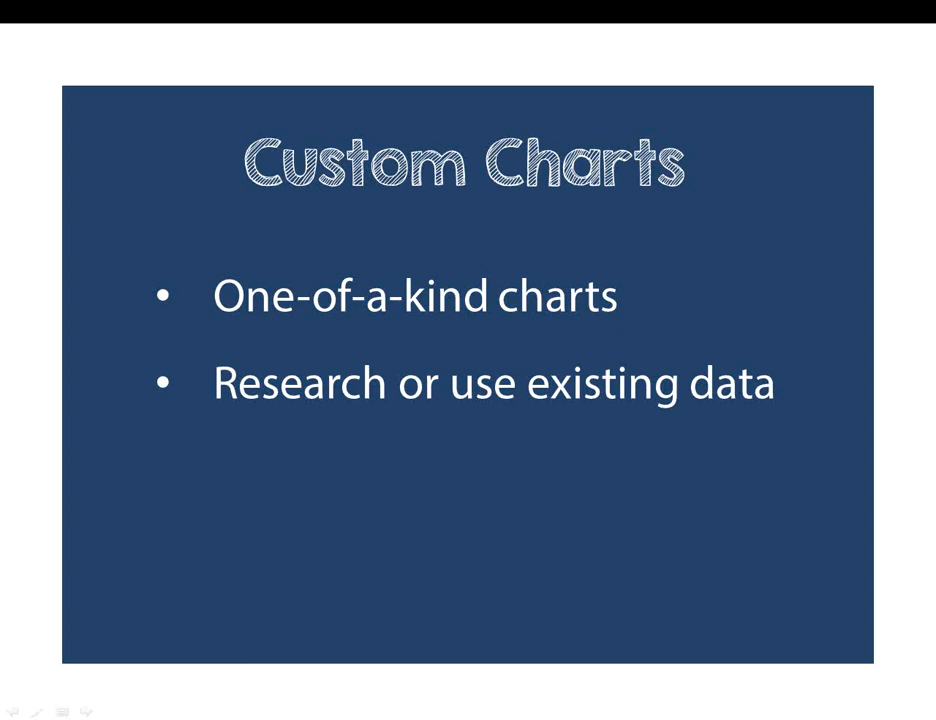 Custom Charts
• One-of-a-kind charts
• Research or use existing data